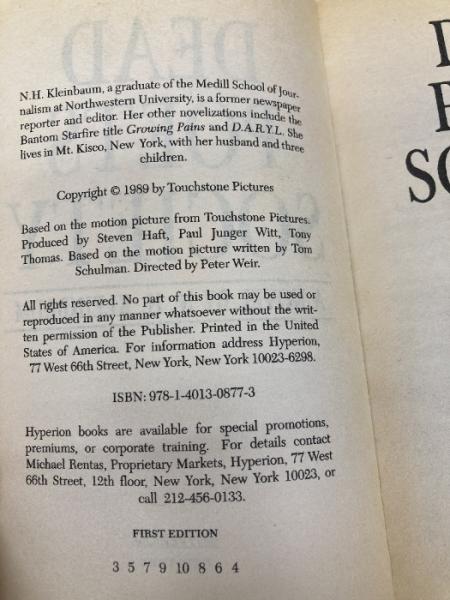 N.H. Kleinbaum, a graduate of the Medill School of Jour-
nalism at Northwestern University, is a former newspaper
reporter and editor. Her other novelizations include the
Bantom Starfire title Growing Pains and D.A.R.Y.L. She
lives in Mt. Kisco, New York, with her husband and three
children.
Copyright © 1989 by Touchstone Pictures
Based on the motion picture from Touchstone Pictures.
Produced by Steven Haft, Paul Junger Witt, Tony
Thomas. Based on the motion picture written by Tom
Schulman. Directed by Peter Weir.
All rights reserved. No part of this book may be used or
reproduced in any manner whatsoever without the writ-
ten permission of the Publisher. Printed in the United
States of America. For information address Hyperion,
77 West 66th Street, New York, New York 10023-6298.
ISBN: 978-1-4013-0877-3
Hyperion books are available for special promotions,
premiums, or corporate training. For details contact
Michael Rentas, Proprietary Markets, Hyperion, 77 West
66th Street, 12th floor, New York, New York 10023, or
call 212-456-0133.
FIRST EDITION
3 5 7 9 10 8 6 4